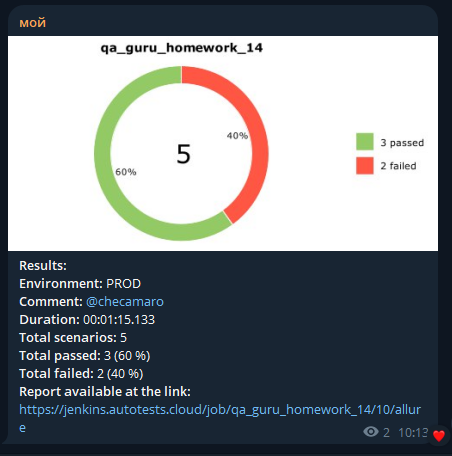 мой
qa_guru_homework_14
40%
5
60%
3 passed
2 failed
Results:
Environment: PROD
Comment: @checamaro
Duration: 00:01:15.133
Total scenarios: 5
Total passed: 3 (60 %)
Total failed: 2 (40 %)
Report available at the link:
https://jenkins.autotests.cloud/job/qa_guru_homework_14/10/allur
e
2 10:13